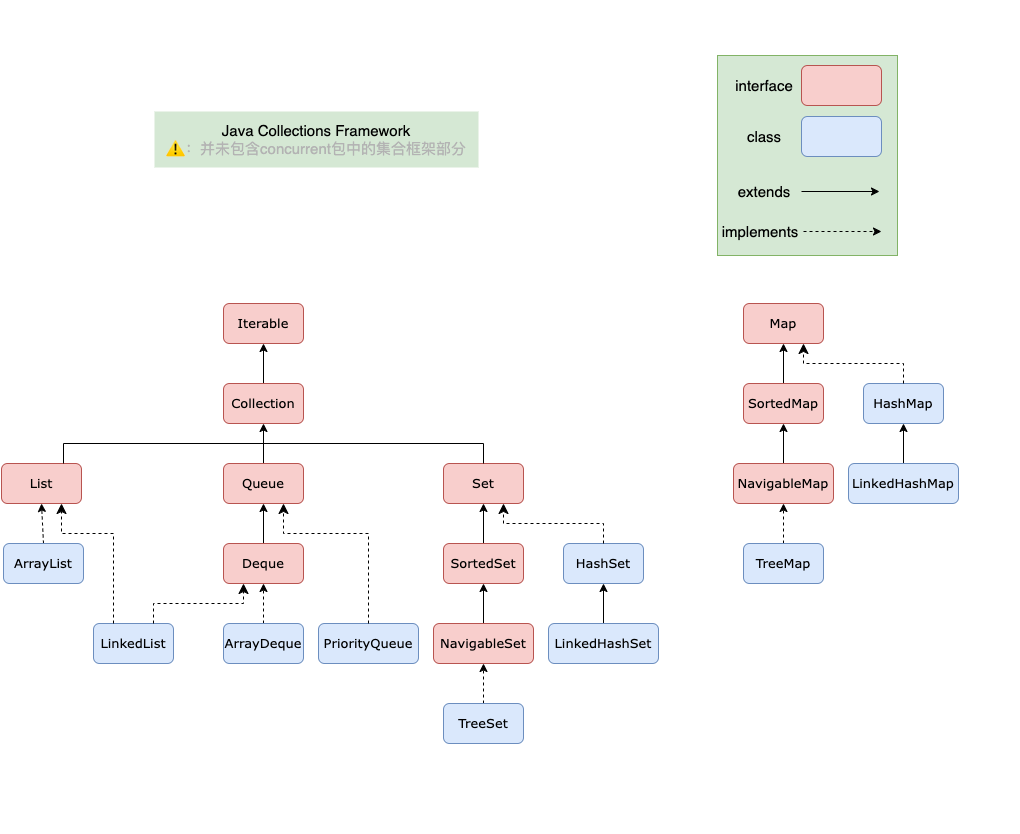 Java Collections Framework
⚠️：并未包含concurrent包中的集合框架部分
interface
class
extends
implements
Iterable
Map
Collection
SortedMap
HashMap
List
Queue
Set
NavigableMap
LinkedHashMap
ArrayList
Deque
SortedSet
HashSet
TreeMap
LinkedList
ArrayDeque
PriorityQueue
NavigableSet
LinkedHashSet
TreeSet